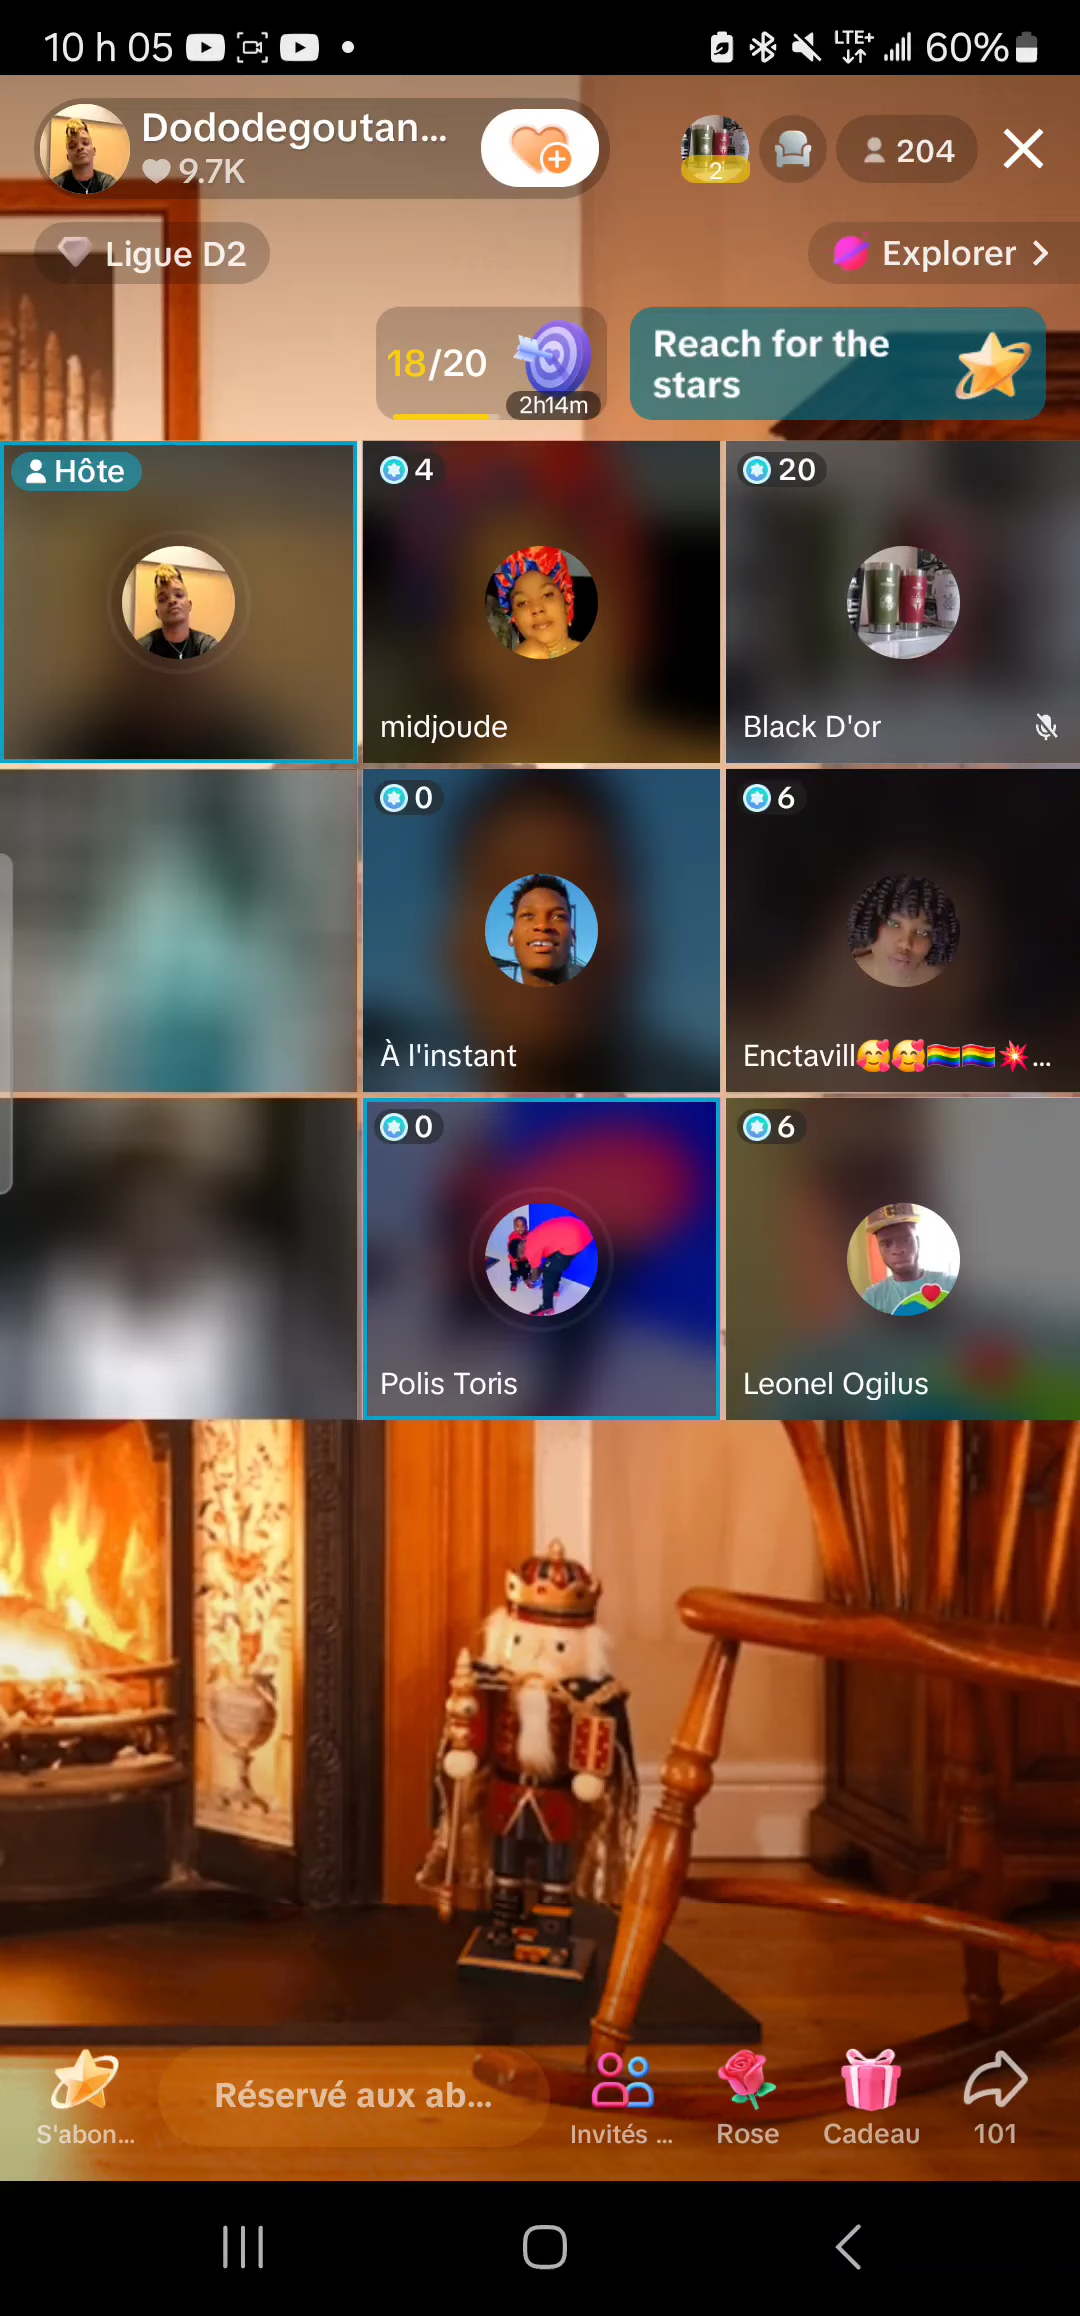 10 h 05
LTE+
60%
Dododegoutan...
9.7K
2
204
Ligue D2
Explorer
18/20
2h14m
Reach for the
stars
Hôte
4
midjoude
20
Black D'or
0
À l'instant
6
Enctavill🥰🥰🏳️‍🌈🏳️‍🌈💥...
0
Polis Toris
6
Leonel Ogilus
S'abon...
Réservé aux ab...
Invités ...
Rose
Cadeau
101